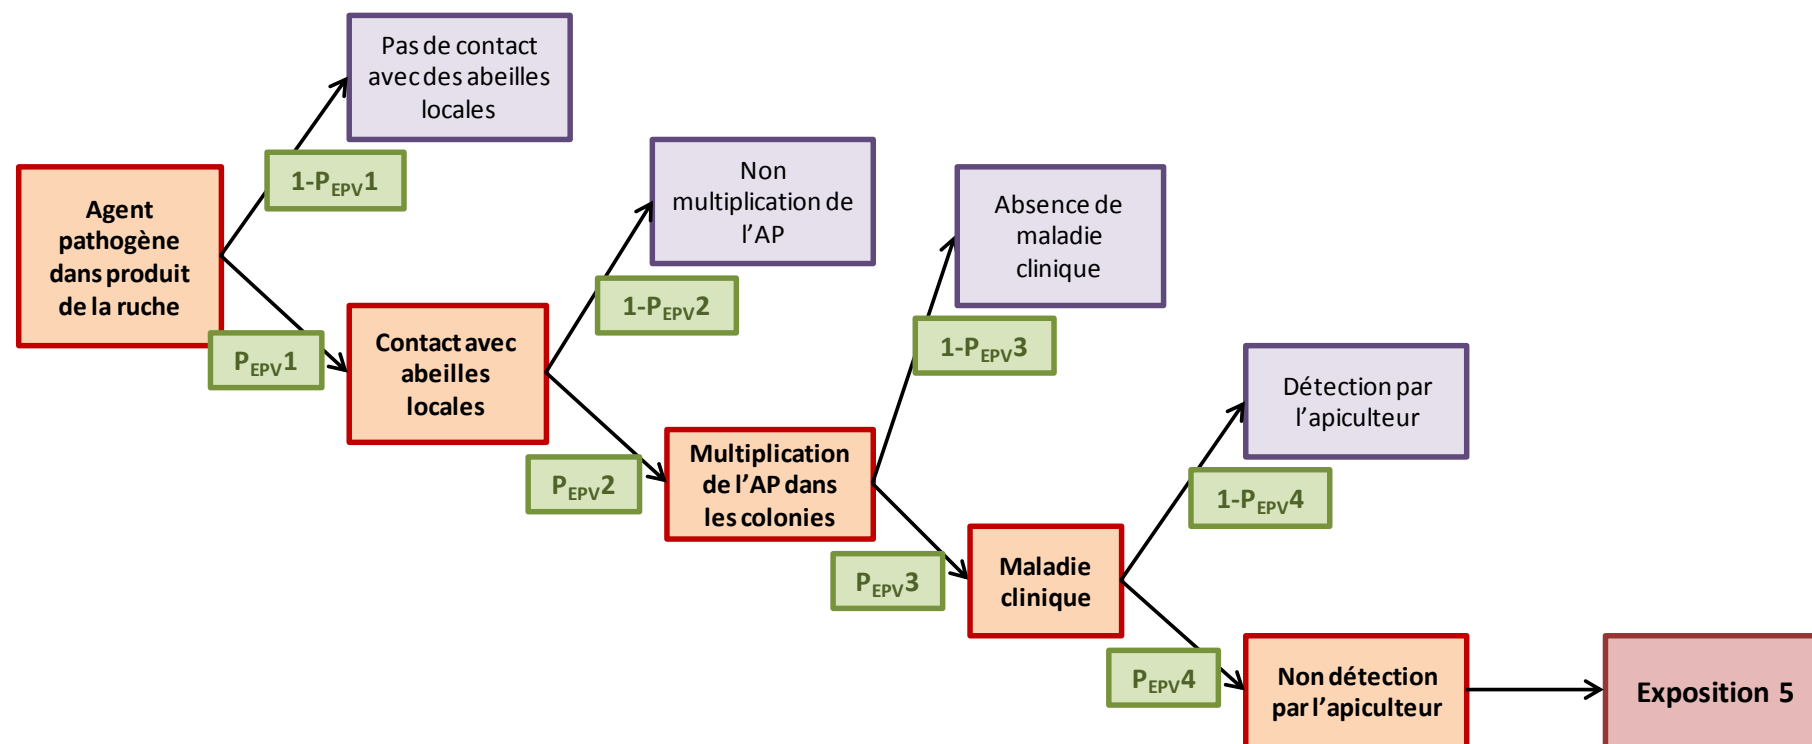 Pas de contact
avec des abeilles
locales
1-PEPV1
Agent
pathogène
dans produit
de la ruche
PEPV1
Contact avec
abeilles
locales
Non
multiplication de
l'AP
1-PEPV2
PEPV2
Multiplication
de l'AP dans
les colonies
Absence de
maladie
clinique
1-PEPV3
PEPV3
Maladie
clinique
Détection par
l'apiculteur
1-PEPV4
PEPV4
Non détection
par l'apiculteur
Exposition 5